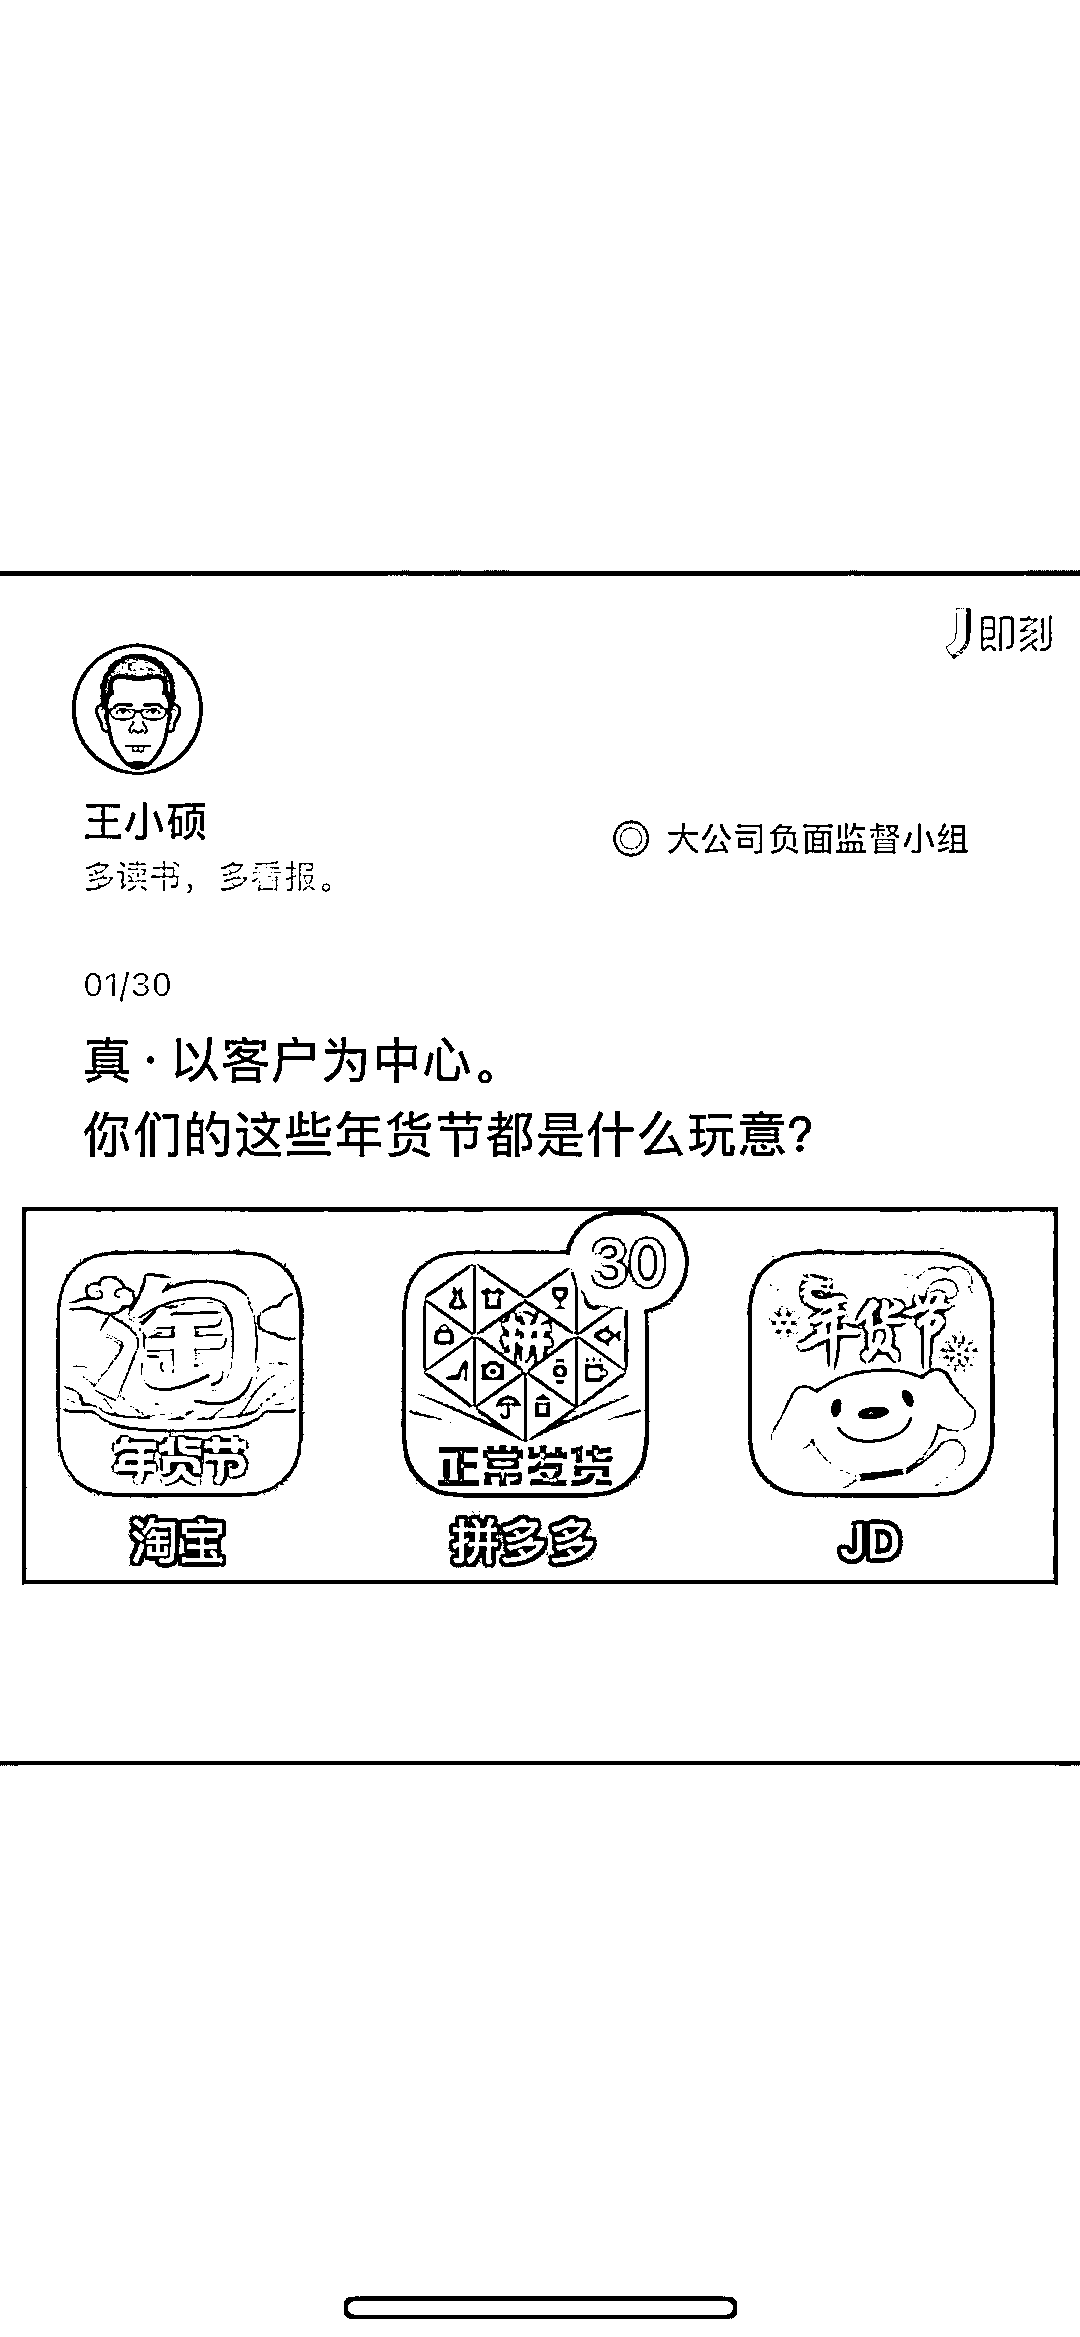 即刻
王小硕
大公司负面监督小组
多读书，多看报。
01/30
真·以客户为中心。
你们的这些年货节都是什么玩意？
30
淘
拼
年货节
年货节
正常发货
淘宝
拼多多
JD